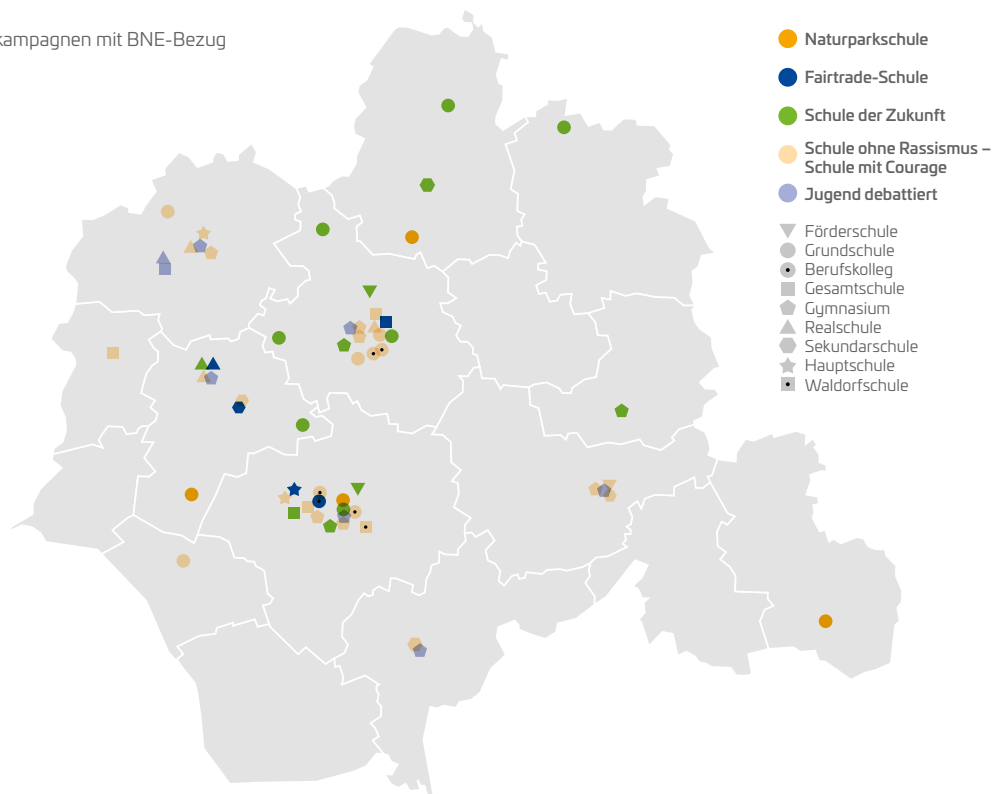 kampagnen mit BNE-Bezug
Naturparkschule
Fairtrade-Schule
Schule der Zukunft
Schule ohne Rassismus –
Schule mit Courage
Jugend debattiert
Förderschule
Grundschule
Berufskolleg
Gesamtschule
Gymnasium
Realschule
Sekundarschule
Hauptschule
Waldorfschule